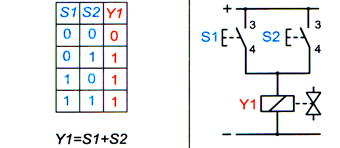 S1 S2 Y1
0 0 0
0 1 1
1 0 1
1 1 1
Y1=S1+S2
+
3 3
S1 S2
4 4
Y1
−